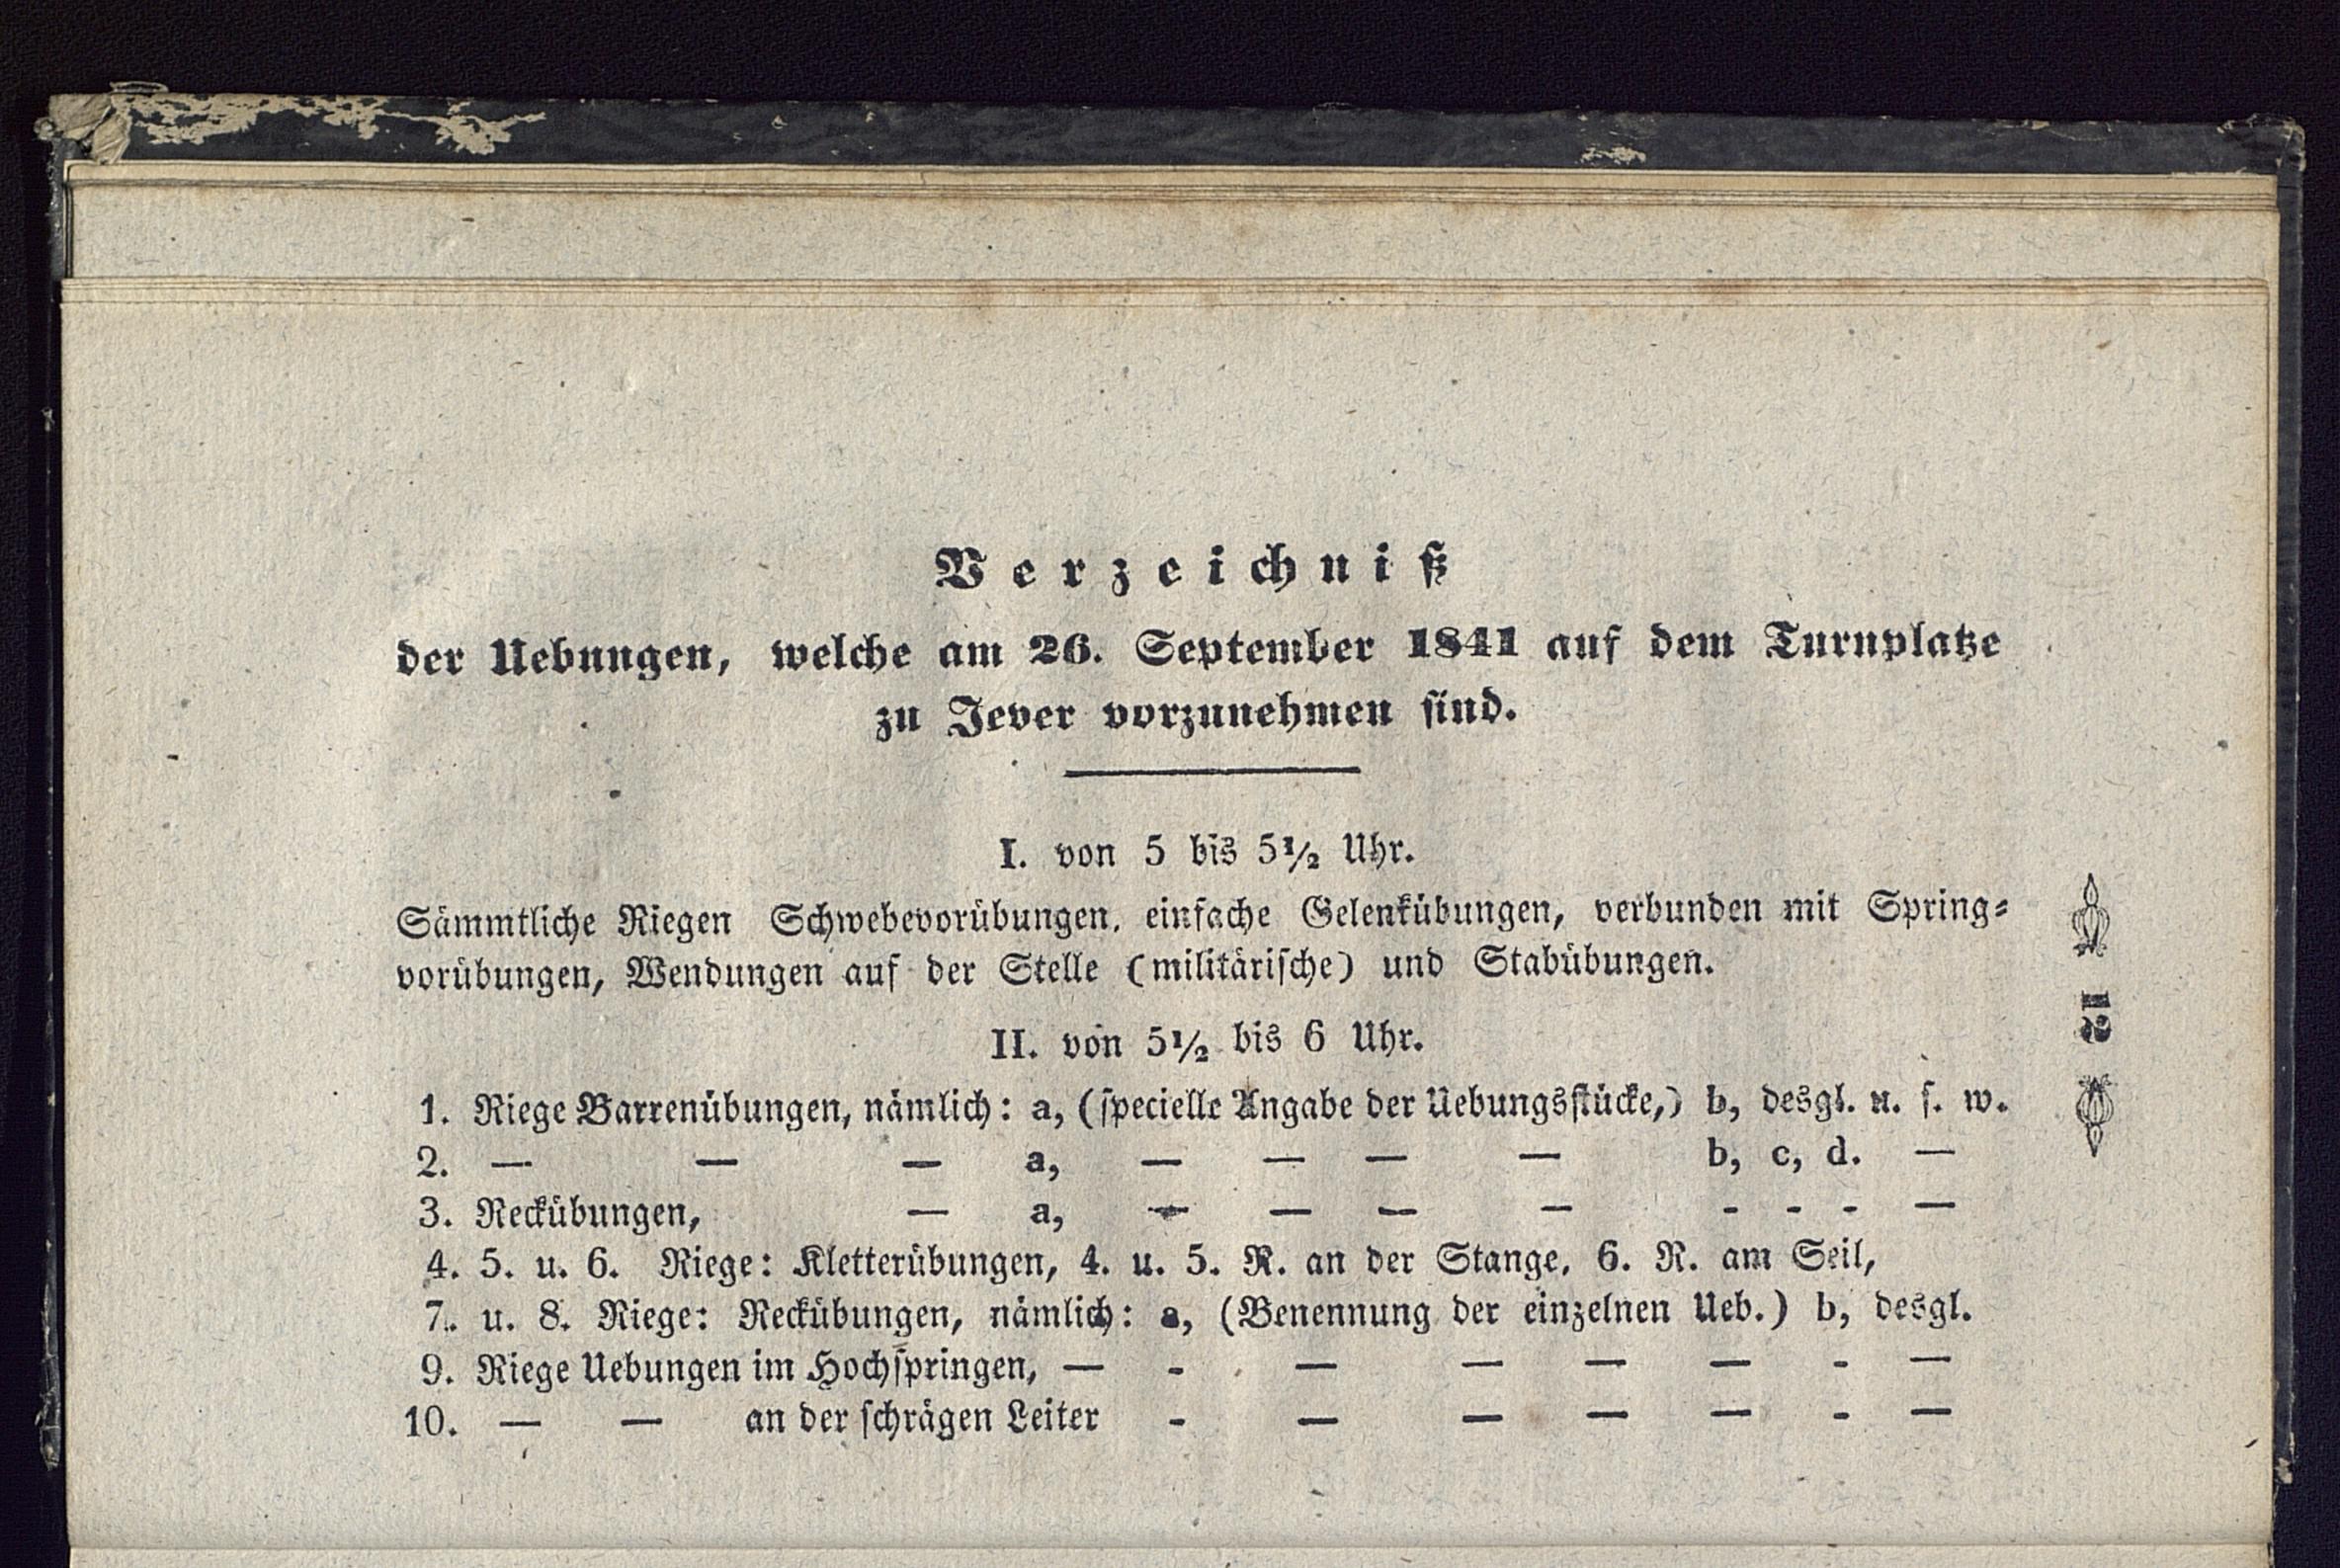 Verzeichniß
der Uebungen, welche am 26. September 1841 auf dem Turnplatze
zu Jever vorzunehmen sind.
I. von 5 bis 5½ Uhr.
Sämmtliche Riegen Schwebevorübungen, einfache Gelenkübungen, verbunden mit Spring-
vorübungen, Wendungen auf der Stelle (militärische) und Stabübungen.
II. von 5½ bis 6 Uhr.
1. Riege Barrenübungen, nämlich: a, (specielle Angabe der Uebungsstücke,) b, desgl. u. s. w.
2. — — — a, — — — — b, c, d. —
3. Reckübungen, — a, — — — — - - - —
4. 5. u. 6. Riege: Kletterübungen, 4. u. 5. R. an der Stange, 6. R. am Seil,
7. u. 8. Riege: Reckübungen, nämlich: a, (Benennung der einzelnen Ueb.) b, desgl.
9. Riege Uebungen im Hochspringen, — - — — — — - —
10. — — an der schrägen Leiter - — — — — - —
12